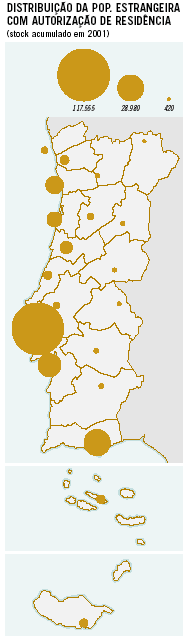 DISTRIBUIÇÃO DA POP. ESTRANGEIRA
COM AUTORIZAÇÃO DE RESIDÊNCIA
(stock acumulado em 2001)
117.555 28.980 420